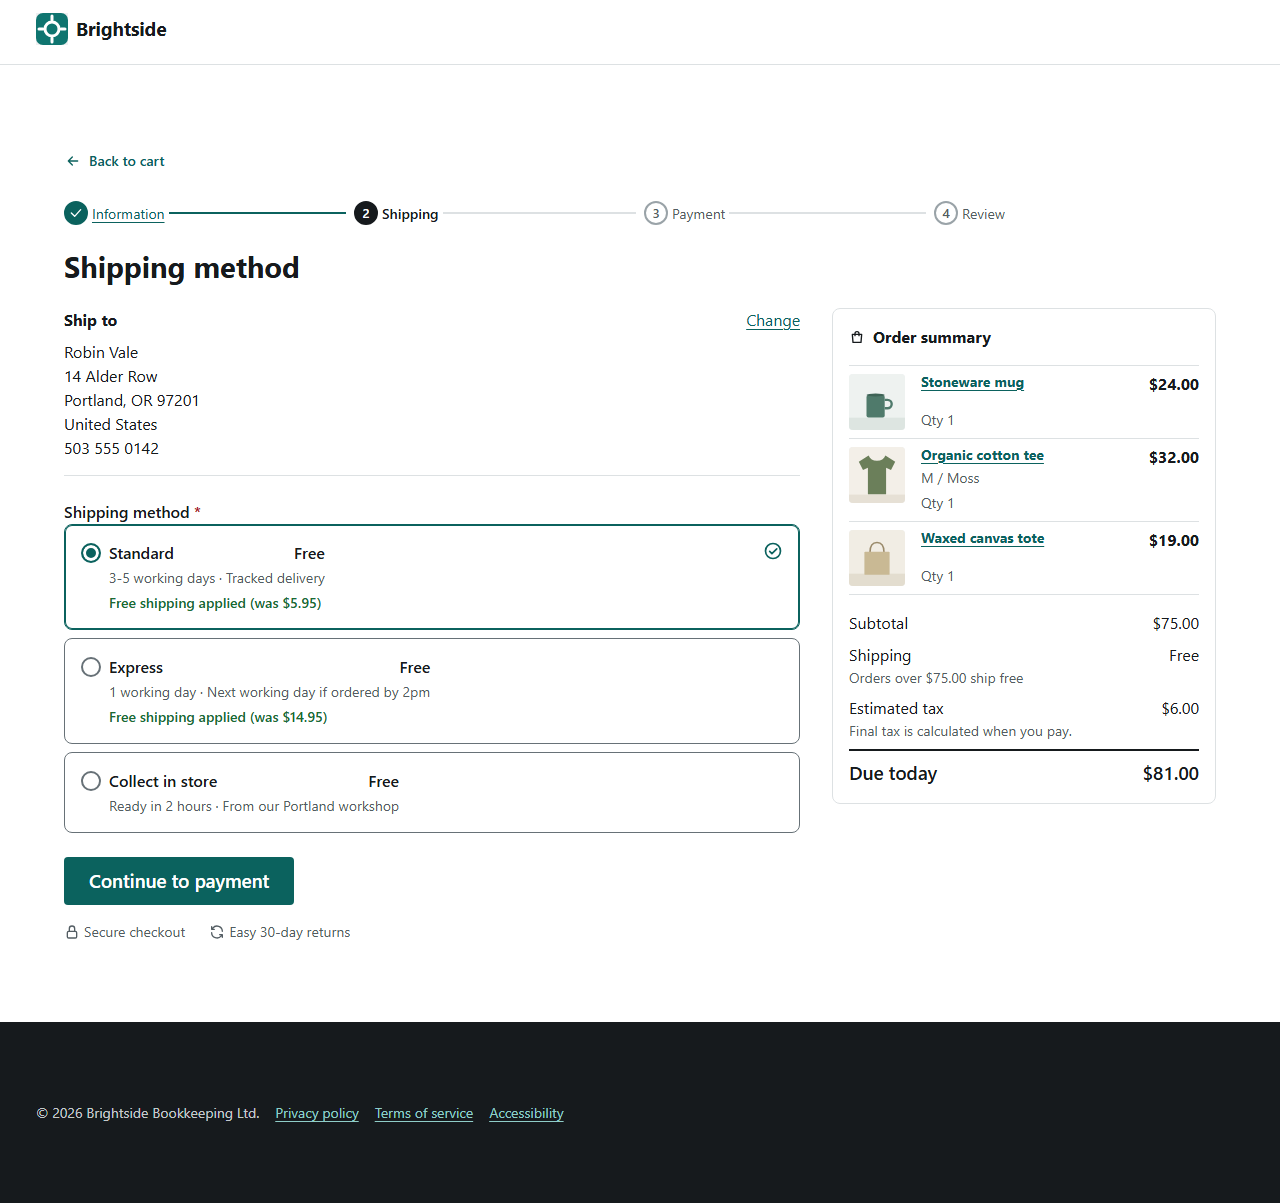 Brightside
Back to cart
Information
2 Shipping
3 Payment
4 Review
Shipping method
Ship to
Change
Robin Vale
14 Alder Row
Portland, OR 97201
United States
503 555 0142
Shipping method *
Standard Free
3-5 working days · Tracked delivery
Free shipping applied (was $5.95)
Express Free
1 working day · Next working day if ordered by 2pm
Free shipping applied (was $14.95)
Collect in store Free
Ready in 2 hours · From our Portland workshop
Continue to payment
Secure checkout
Easy 30-day returns
Order summary
Stoneware mug $24.00
Qty 1
Organic cotton tee $32.00
M / Moss
Qty 1
Waxed canvas tote $19.00
Qty 1
Subtotal $75.00
Shipping Free
Orders over $75.00 ship free
Estimated tax $6.00
Final tax is calculated when you pay.
Due today $81.00
© 2026 Brightside Bookkeeping Ltd. Privacy policy Terms of service Accessibility